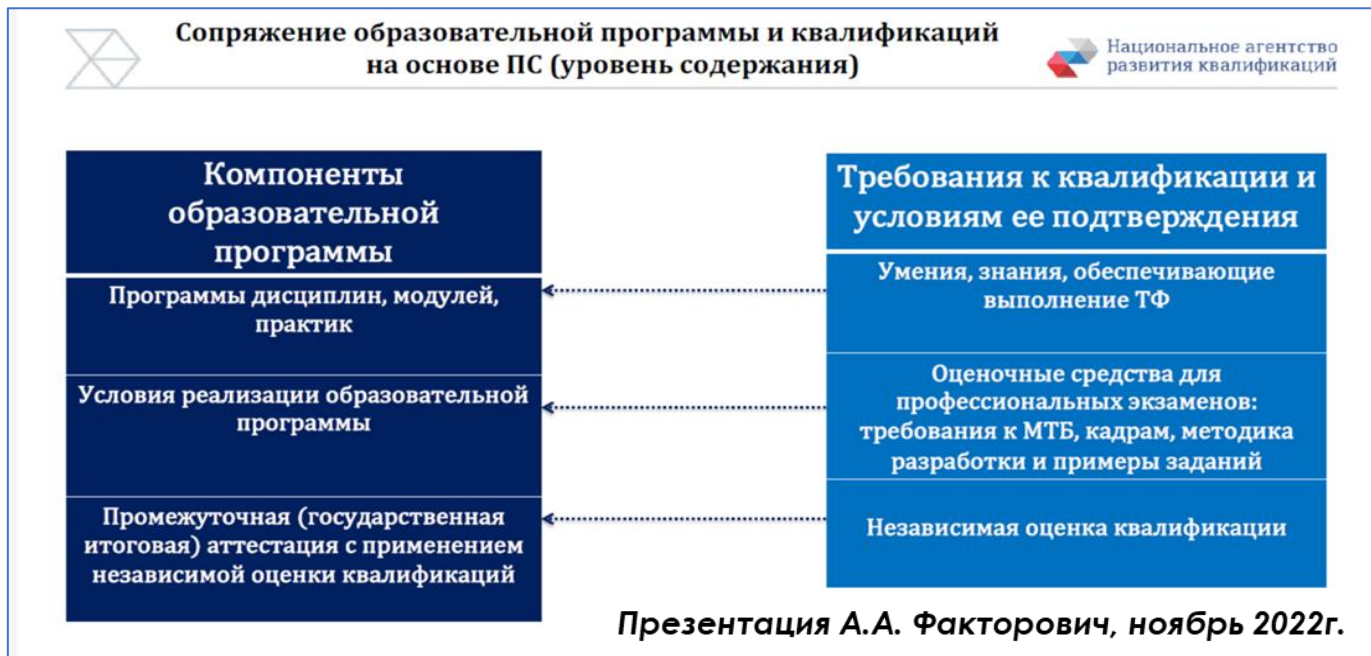 Сопряжение образовательной программы и квалификаций
на основе ПС (уровень содержания)
Национальное агентство
развития квалификаций
Компоненты
образовательной
программы
Программы дисциплин, модулей,
практик
Условия реализации образовательной
программы
Промежуточная (государственная
итоговая) аттестация с применением
независимой оценки квалификаций
Требования к квалификации и
условиям ее подтверждения
Умения, знания, обеспечивающие
выполнение ТФ
Оценочные средства для
профессиональных экзаменов:
требования к МТБ, кадрам, методика
разработки и примеры заданий
Независимая оценка квалификации
Презентация А.А. Факторович, ноябрь 2022г.